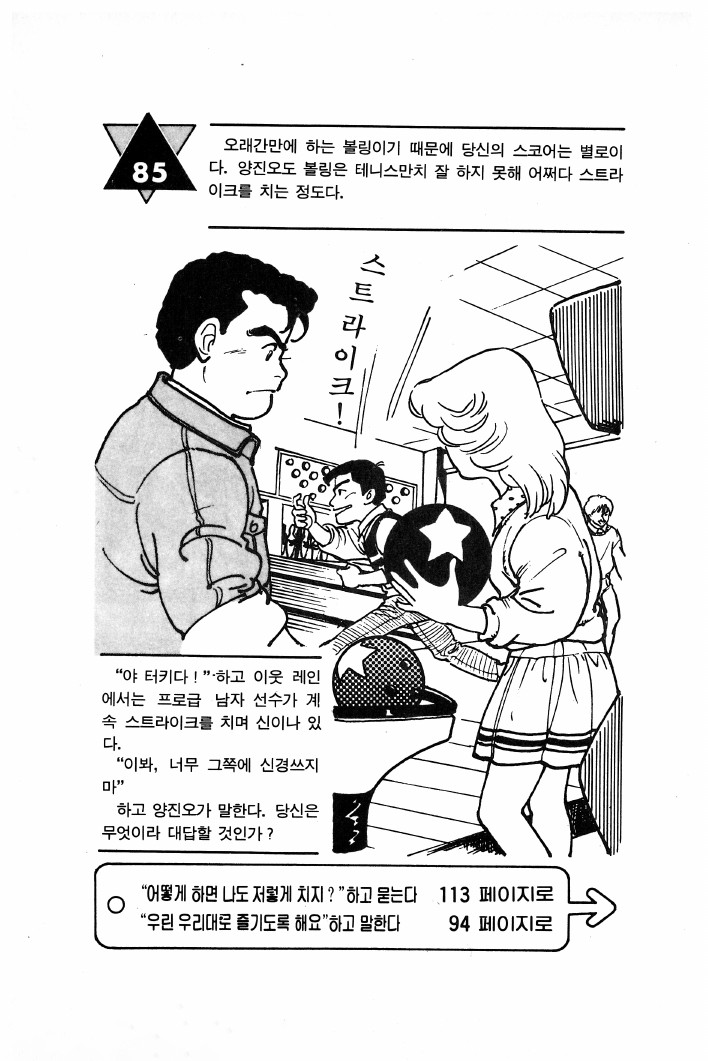 85
오래간만에 하는 볼링이기 때문에 당신의 스코어는 별로이
다. 양진오도 볼링은 테니스만치 잘 하지 못해 어쩌다 스트라
이크를 치는 정도다.
스트라이크!
“야 터키다!”하고 이웃 레인
에서는 프로급 남자 선수가 계
속 스트라이크를 치며 신이나 있
다.
“이봐, 너무 그쪽에 신경쓰지
마”
하고 양진오가 말한다. 당신은
무엇이라 대답할 것인가?
“어떻게 하면 나도 저렇게 치지?”하고 묻는다 113 페이지로
“우린 우리대로 즐기도록 해요”하고 말한다 94 페이지로